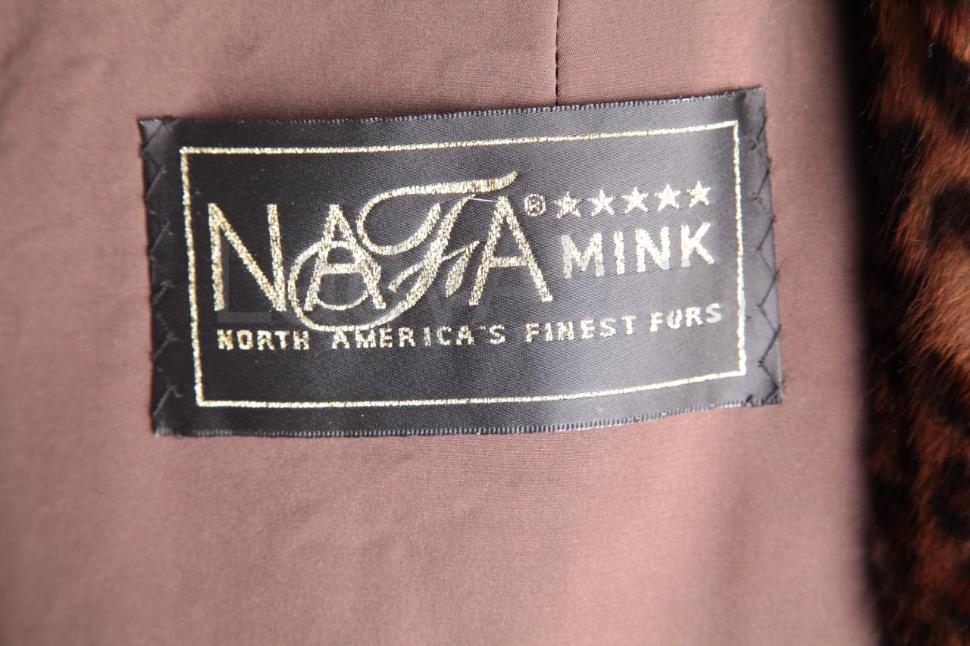 NAFA® ★★★★★
MINK
NORTH AMERICA'S FINEST FURS